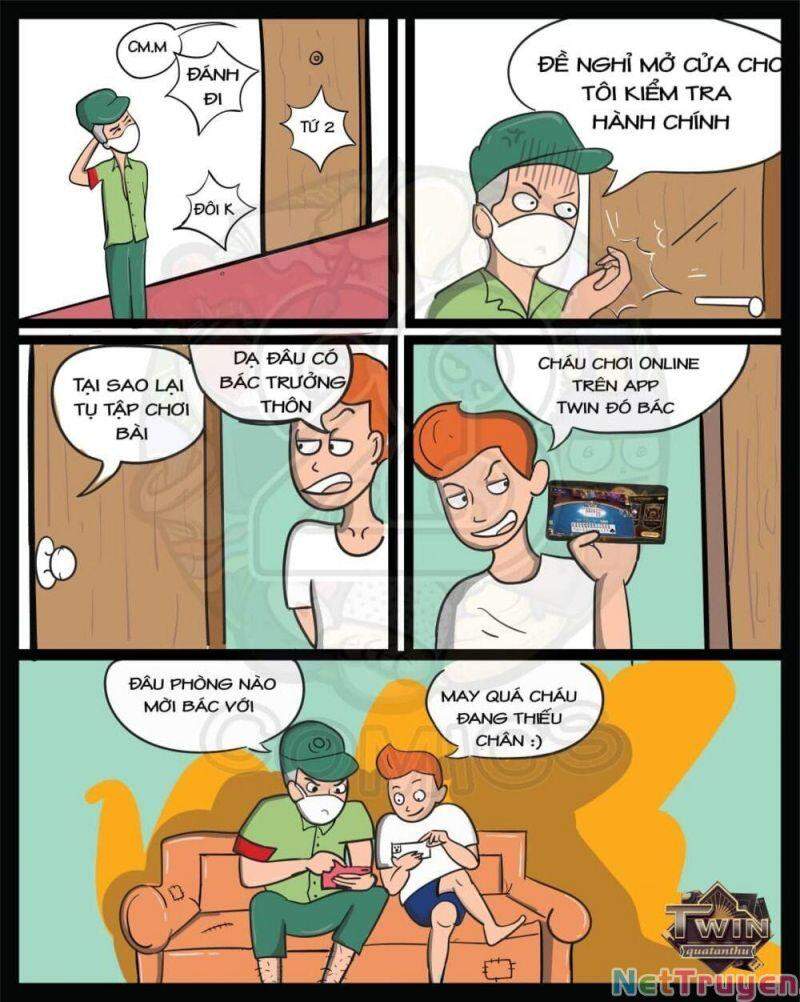 CM.M
ĐÁNH
ĐI
TỨ 2
ĐÔI K
ĐỀ NGHỈ MỞ CỬA CHO
TÔI KIỂM TRA
HÀNH CHÍNH
TẠI SAO LẠI
TỤ TẬP CHƠI
BÀI
DẠ ĐÂU CÓ
BÁC TRƯỞNG
THÔN
CHÁU CHƠI ONLINE
TRÊN APP
TWIN ĐÓ BÁC
ĐÂU PHÒNG NÀO
MỜI BÁC VỚI
MAY QUÁ CHÁU
ĐANG THIẾU
CHÂN :)
COMICS
TWIN
quatanthu
NetTruyen